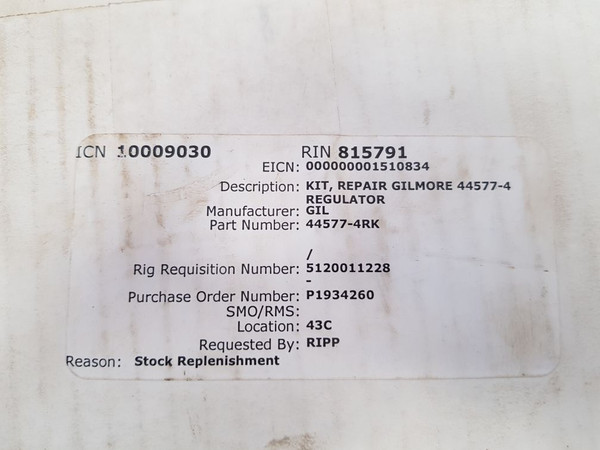 ICN 10009030 RIN 815791
EICN: 000000001510834
Description: KIT, REPAIR GILMORE 44577-4
REGULATOR
Manufacturer: GIL
Part Number: 44577-4RK
/
Rig Requisition Number: 5120011228
-
Purchase Order Number: P1934260
SMO/RMS:
Location: 43C
Requested By: RIPP
Reason: Stock Replenishment